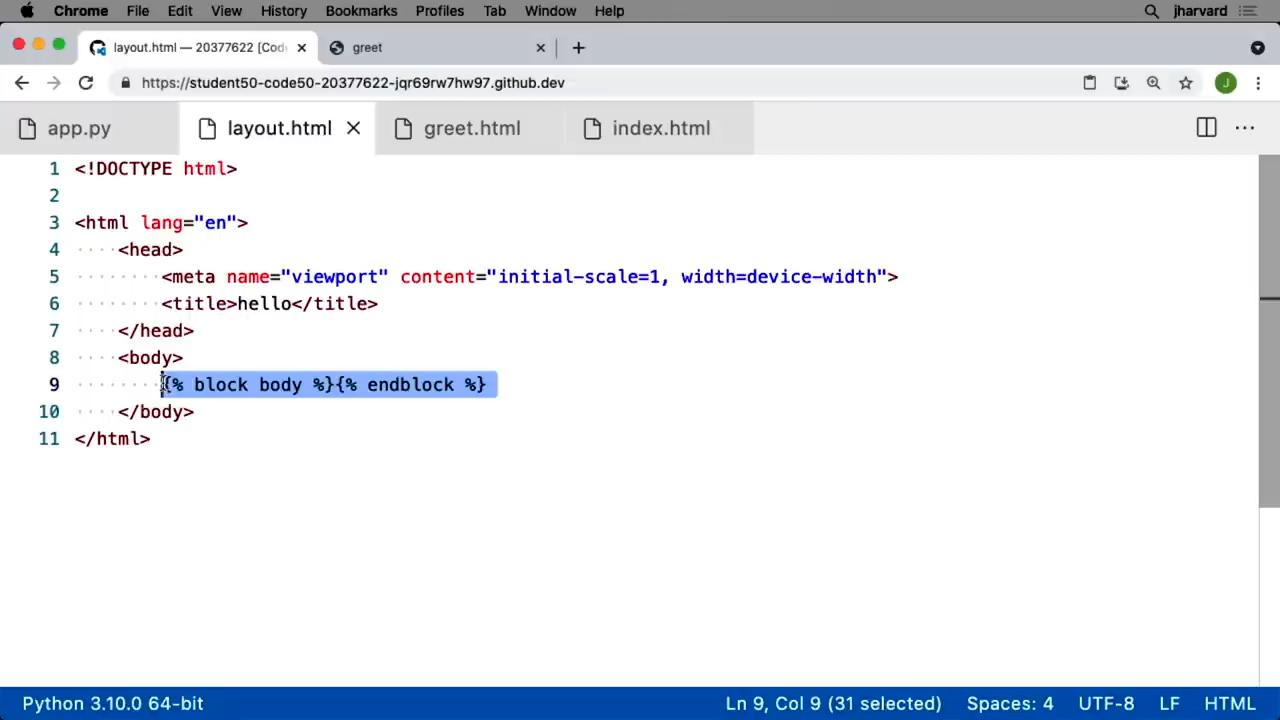 Chrome File Edit View History Bookmarks Profiles Tab Window Help jharvard
layout.html — 20377622 [Cod greet
https://student50-code50-20377622-jqr69rw7hw97.github.dev J
app.py layout.html greet.html index.html
1 <!DOCTYPE html>
2
3 <html lang="en">
4 <head>
5 <meta name="viewport" content="initial-scale=1, width=device-width">
6 <title>hello</title>
7 </head>
8 <body>
9 {% block body %}{% endblock %}
10 </body>
11 </html>
Python 3.10.0 64-bit Ln 9, Col 9 (31 selected) Spaces: 4 UTF-8 LF HTML